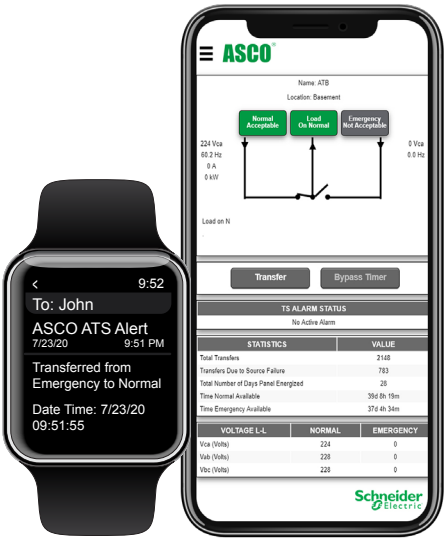 ASCO®
Name: ATB
Location: Basement
Normal
Acceptable
Load
On Normal
Emergency
Not Acceptable
224 Vca
60.2 Hz
0 A
0 kW
0 Vca
0.0 Hz
Load on N
Transfer
Bypass Timer
TS ALARM STATUS
No Active Alarm
STATISTICS VALUE
Total Transfers 2148
Transfers Due to Source Failure 783
Total Number of Days Panel Energized 28
Time Normal Available 39d 8h 19m
Time Emergency Available 37d 4h 34m
VOLTAGE L-L NORMAL EMERGENCY
Vca (Volts) 224 0
Vab (Volts) 228 0
Vbc (Volts) 228 0
Schneider
Electric
< 9:52
To: John
ASCO ATS Alert
7/23/20 9:51 PM
Transferred from
Emergency to Normal
Date Time: 7/23/20
09:51:55